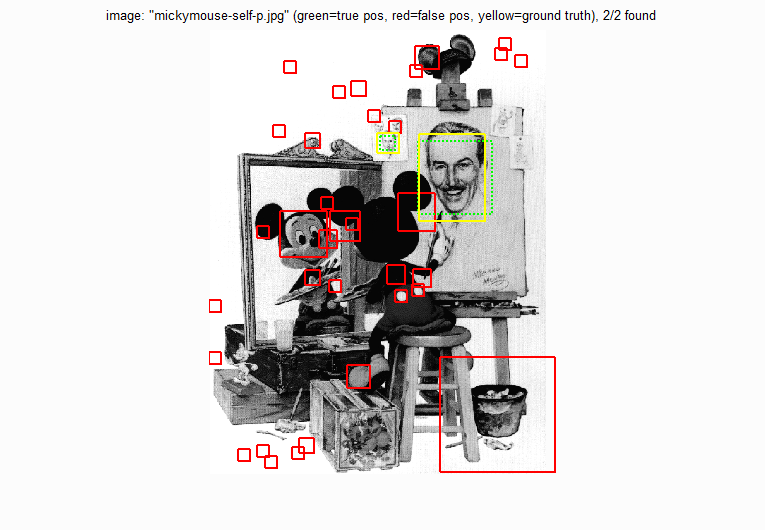 image: "mickymouse-self-p.jpg" (green=true pos, red=false pos, yellow=ground truth), 2/2 found